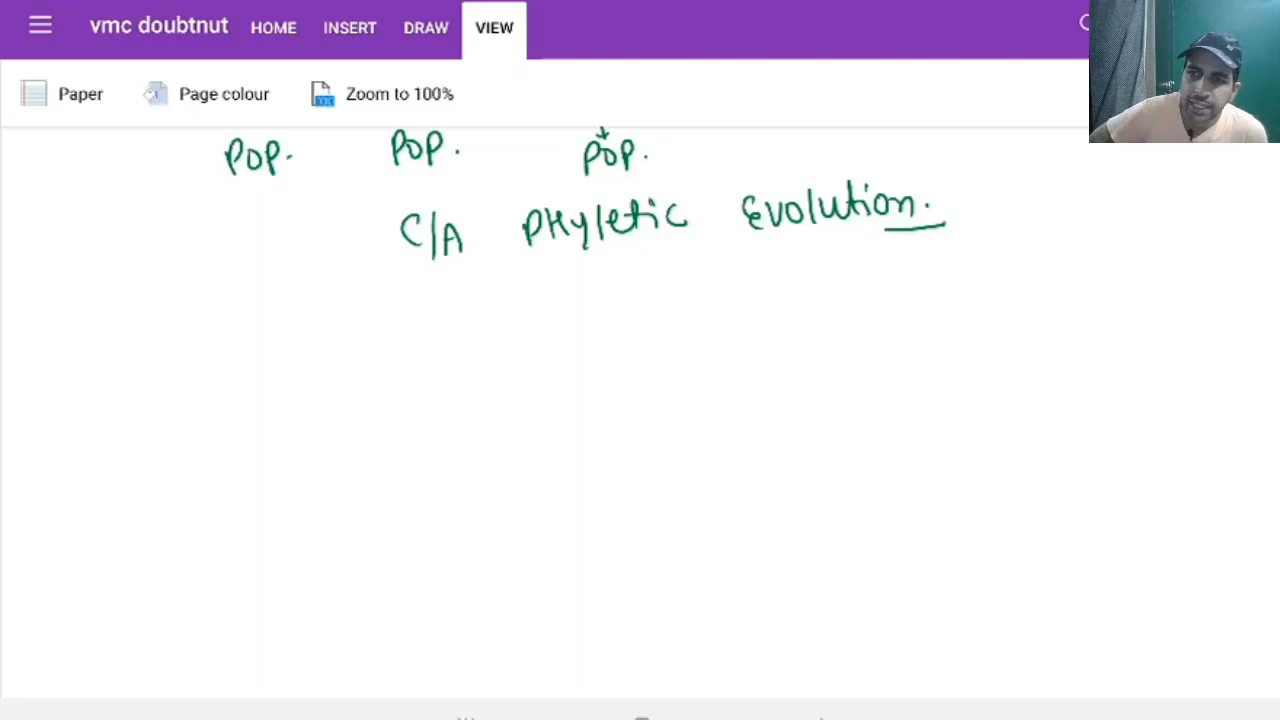 vmc doubtnut HOME INSERT DRAW VIEW
Paper Page colour Zoom to 100%
Pop. Pop. Pop.
C/A Phyletic Evolution.